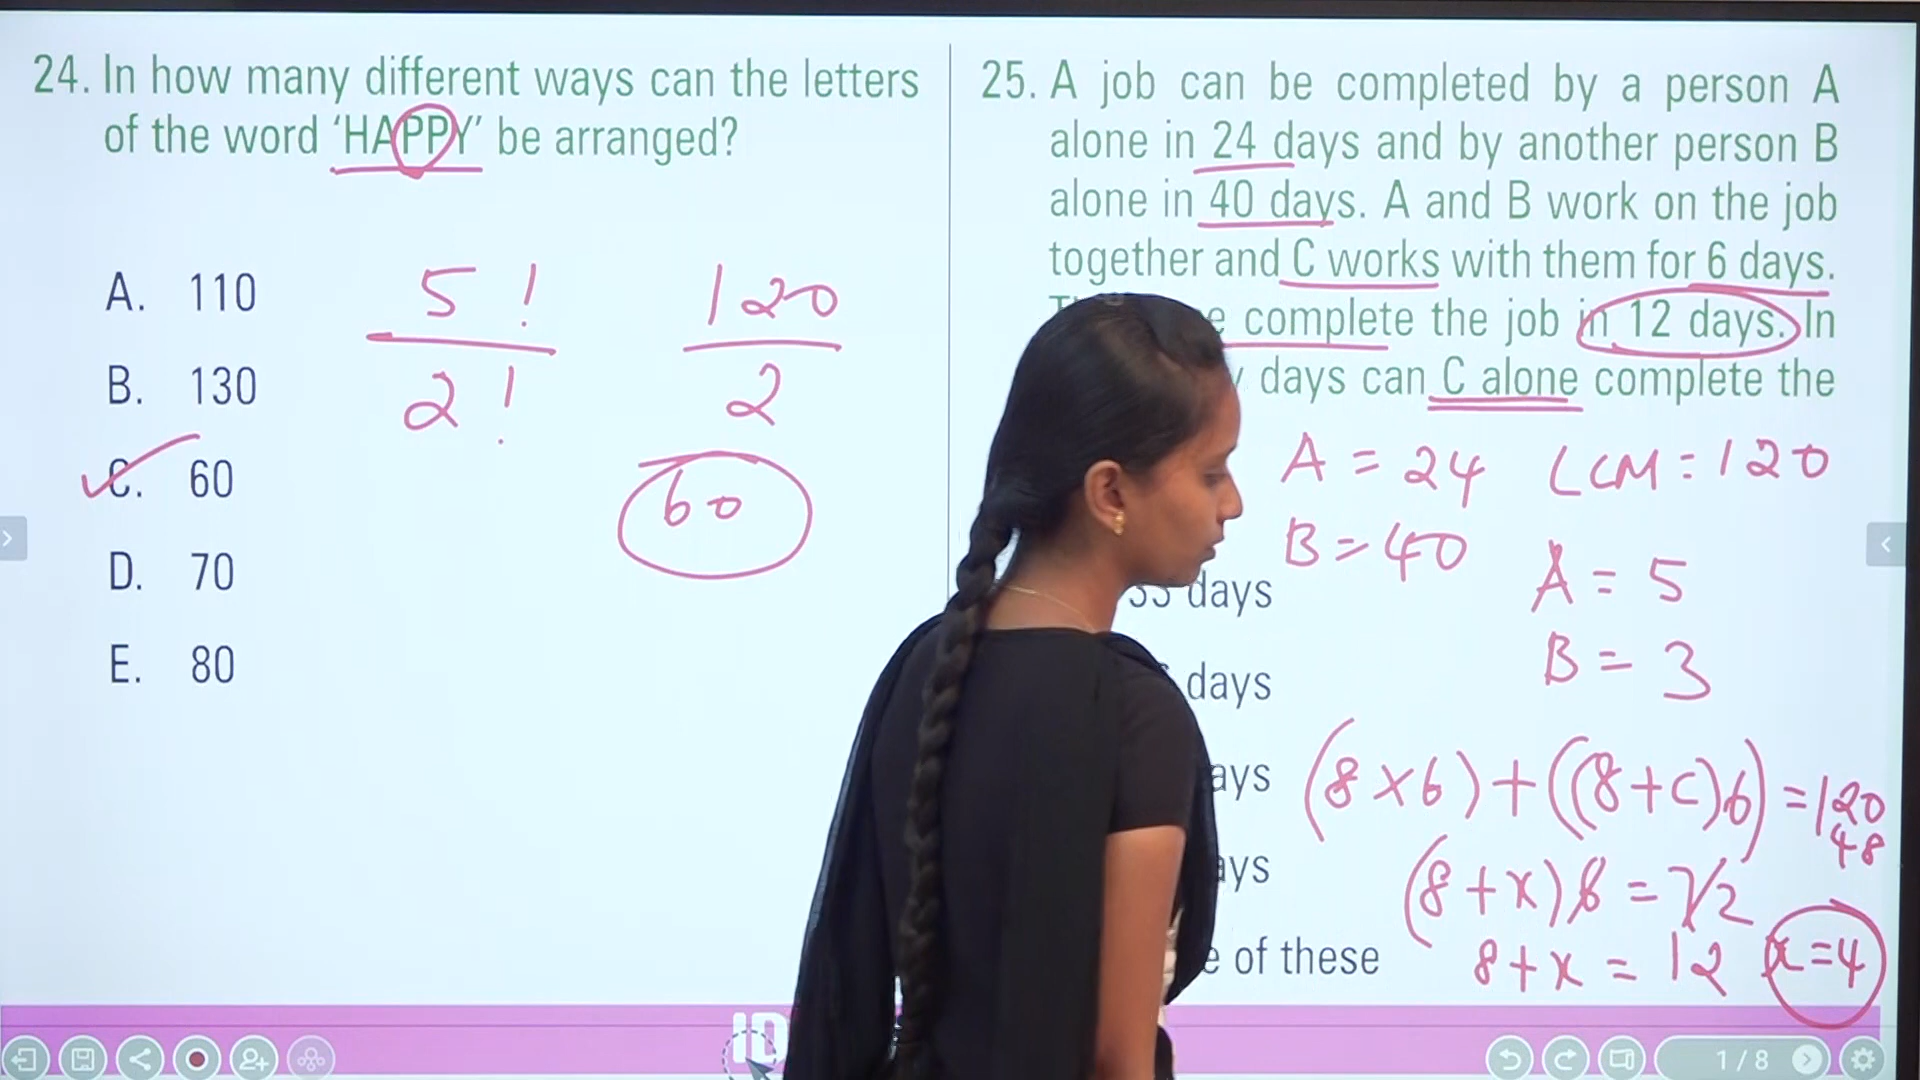 24. In how many different ways can the letters
of the word ‘HAPPY’ be arranged?
A. 110
B. 130
C. 60
D. 70
E. 80
5!
2!
120
2
60
25. A job can be completed by a person A
alone in 24 days and by another person B
alone in 40 days. A and B work on the job
together and C works with them for 6 days.
complete the job in 12 days. In
days can C alone complete the
A = 24 LCM = 120
B = 40
A = 5
B = 3
days
days
(8 × 6) + ((8 + C)6) = 120
48
(8 + x) 6 = 72
8 + x = 12 x = 4
of these
ID
1 / 8